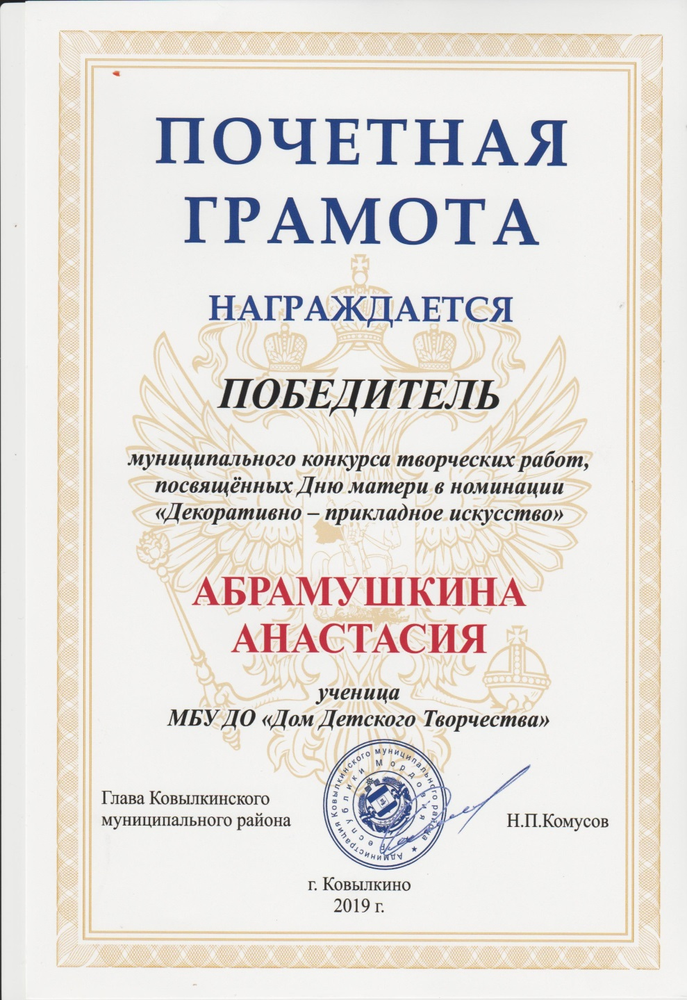 ПОЧЕТНАЯ
ГРАМОТА
НАГРАЖДАЕТСЯ
ПОБЕДИТЕЛЬ
муниципального конкурса творческих работ,
посвящённых Дню матери в номинации
«Декоративно – прикладное искусство»
АБРАМУШКИНА
АНАСТАСИЯ
ученица
МБУ ДО «Дом Детского Творчества»
Администрация Ковылкинского муниципального района
Республики Мордовия
Глава Ковылкинского
муниципального района
Н.П.Комусов
г. Ковылкино
2019 г.